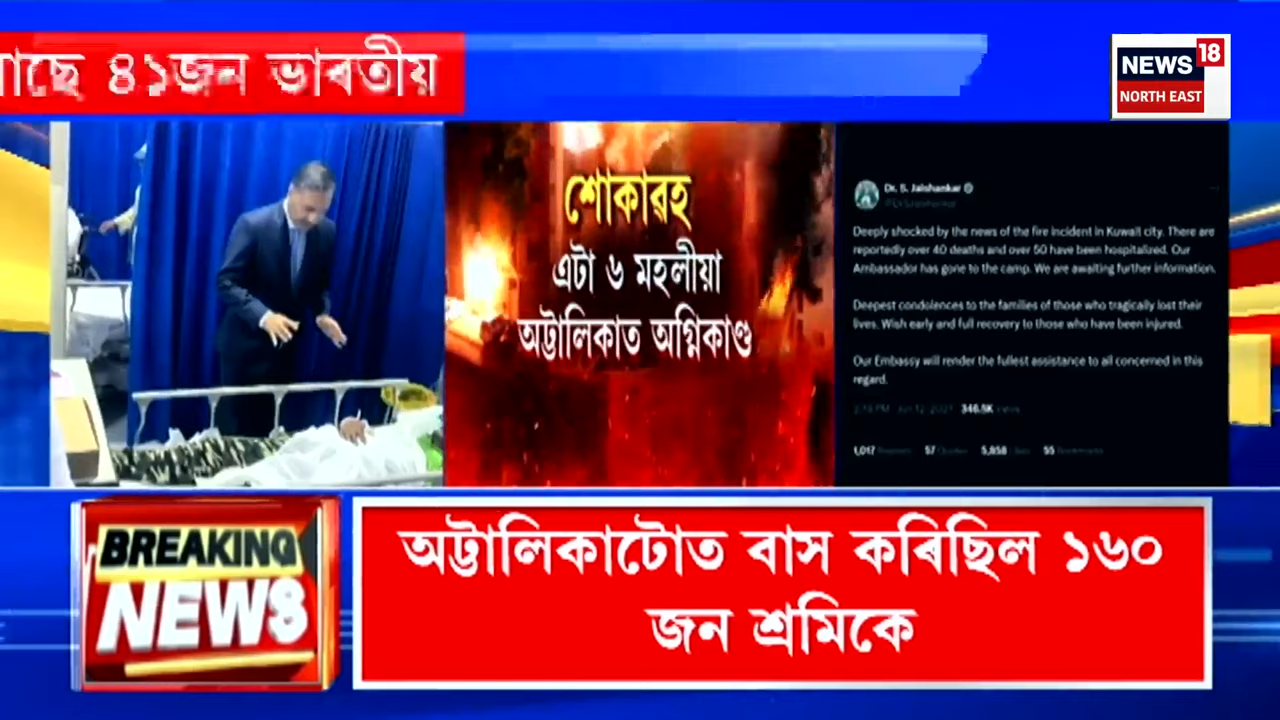 ৪১জন ভাৰতীয়
NEWS 18
NORTH EAST
শোকাৱহ
এটা ৬ মহলীয়া
অট্টালিকাত অগ্নিকাণ্ড
Dr. S. Jaishankar
Deeply shocked by the news of the fire incident in Kuwait city. There are
reportedly over 40 deaths and over 50 have been hospitalized. Our
Ambassador has gone to the camp. We are awaiting further information.
Deepest condolences to the families of those who tragically lost their
lives. Wish early and full recovery to those who have been injured.
Our Embassy will render the fullest assistance to all concerned in this
regard.
346.5K
1,017 57 5,858 55
BREAKING
NEWS
অট্টালিকাটোত বাস কৰিছিল ১৬০
জন শ্ৰমিকে